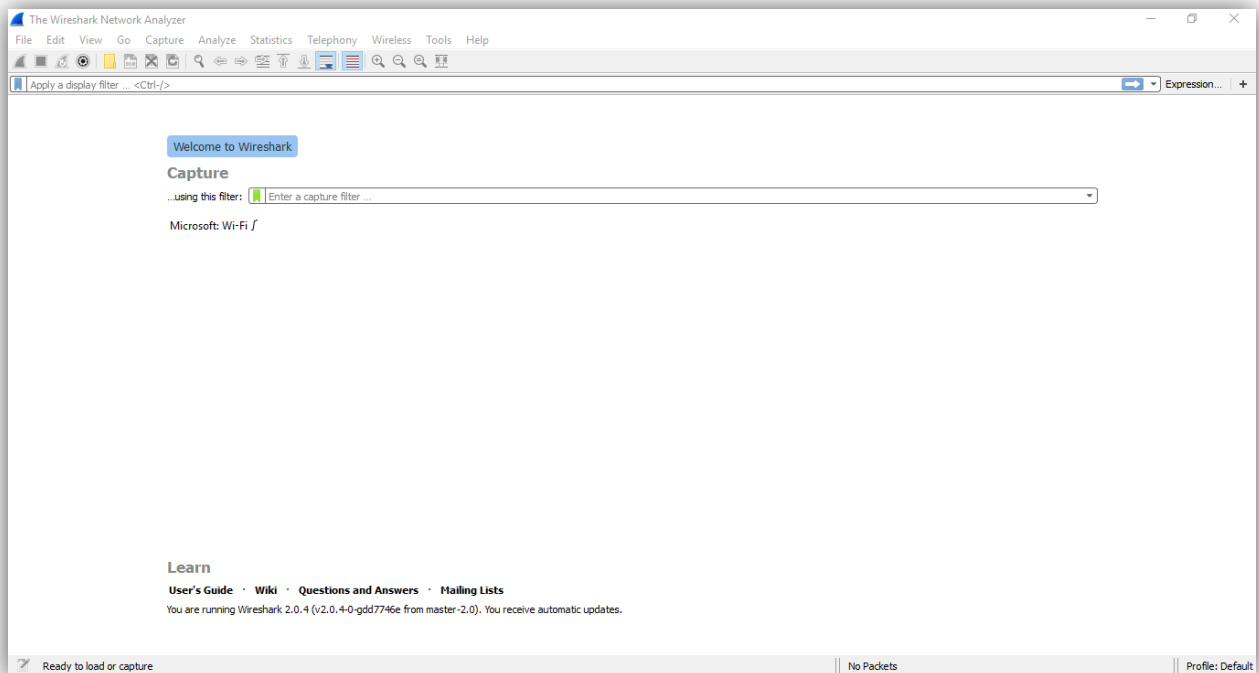 The Wireshark Network Analyzer
File Edit View Go Capture Analyze Statistics Telephony Wireless Tools Help
Apply a display filter ... <Ctrl-/> Expression... +
Welcome to Wireshark
Capture
...using this filter: Enter a capture filter ...
Microsoft: Wi-Fi
Learn
User's Guide · Wiki · Questions and Answers · Mailing Lists
You are running Wireshark 2.0.4 (v2.0.4-0-gdd7746e from master-2.0). You receive automatic updates.
Ready to load or capture No Packets Profile: Default